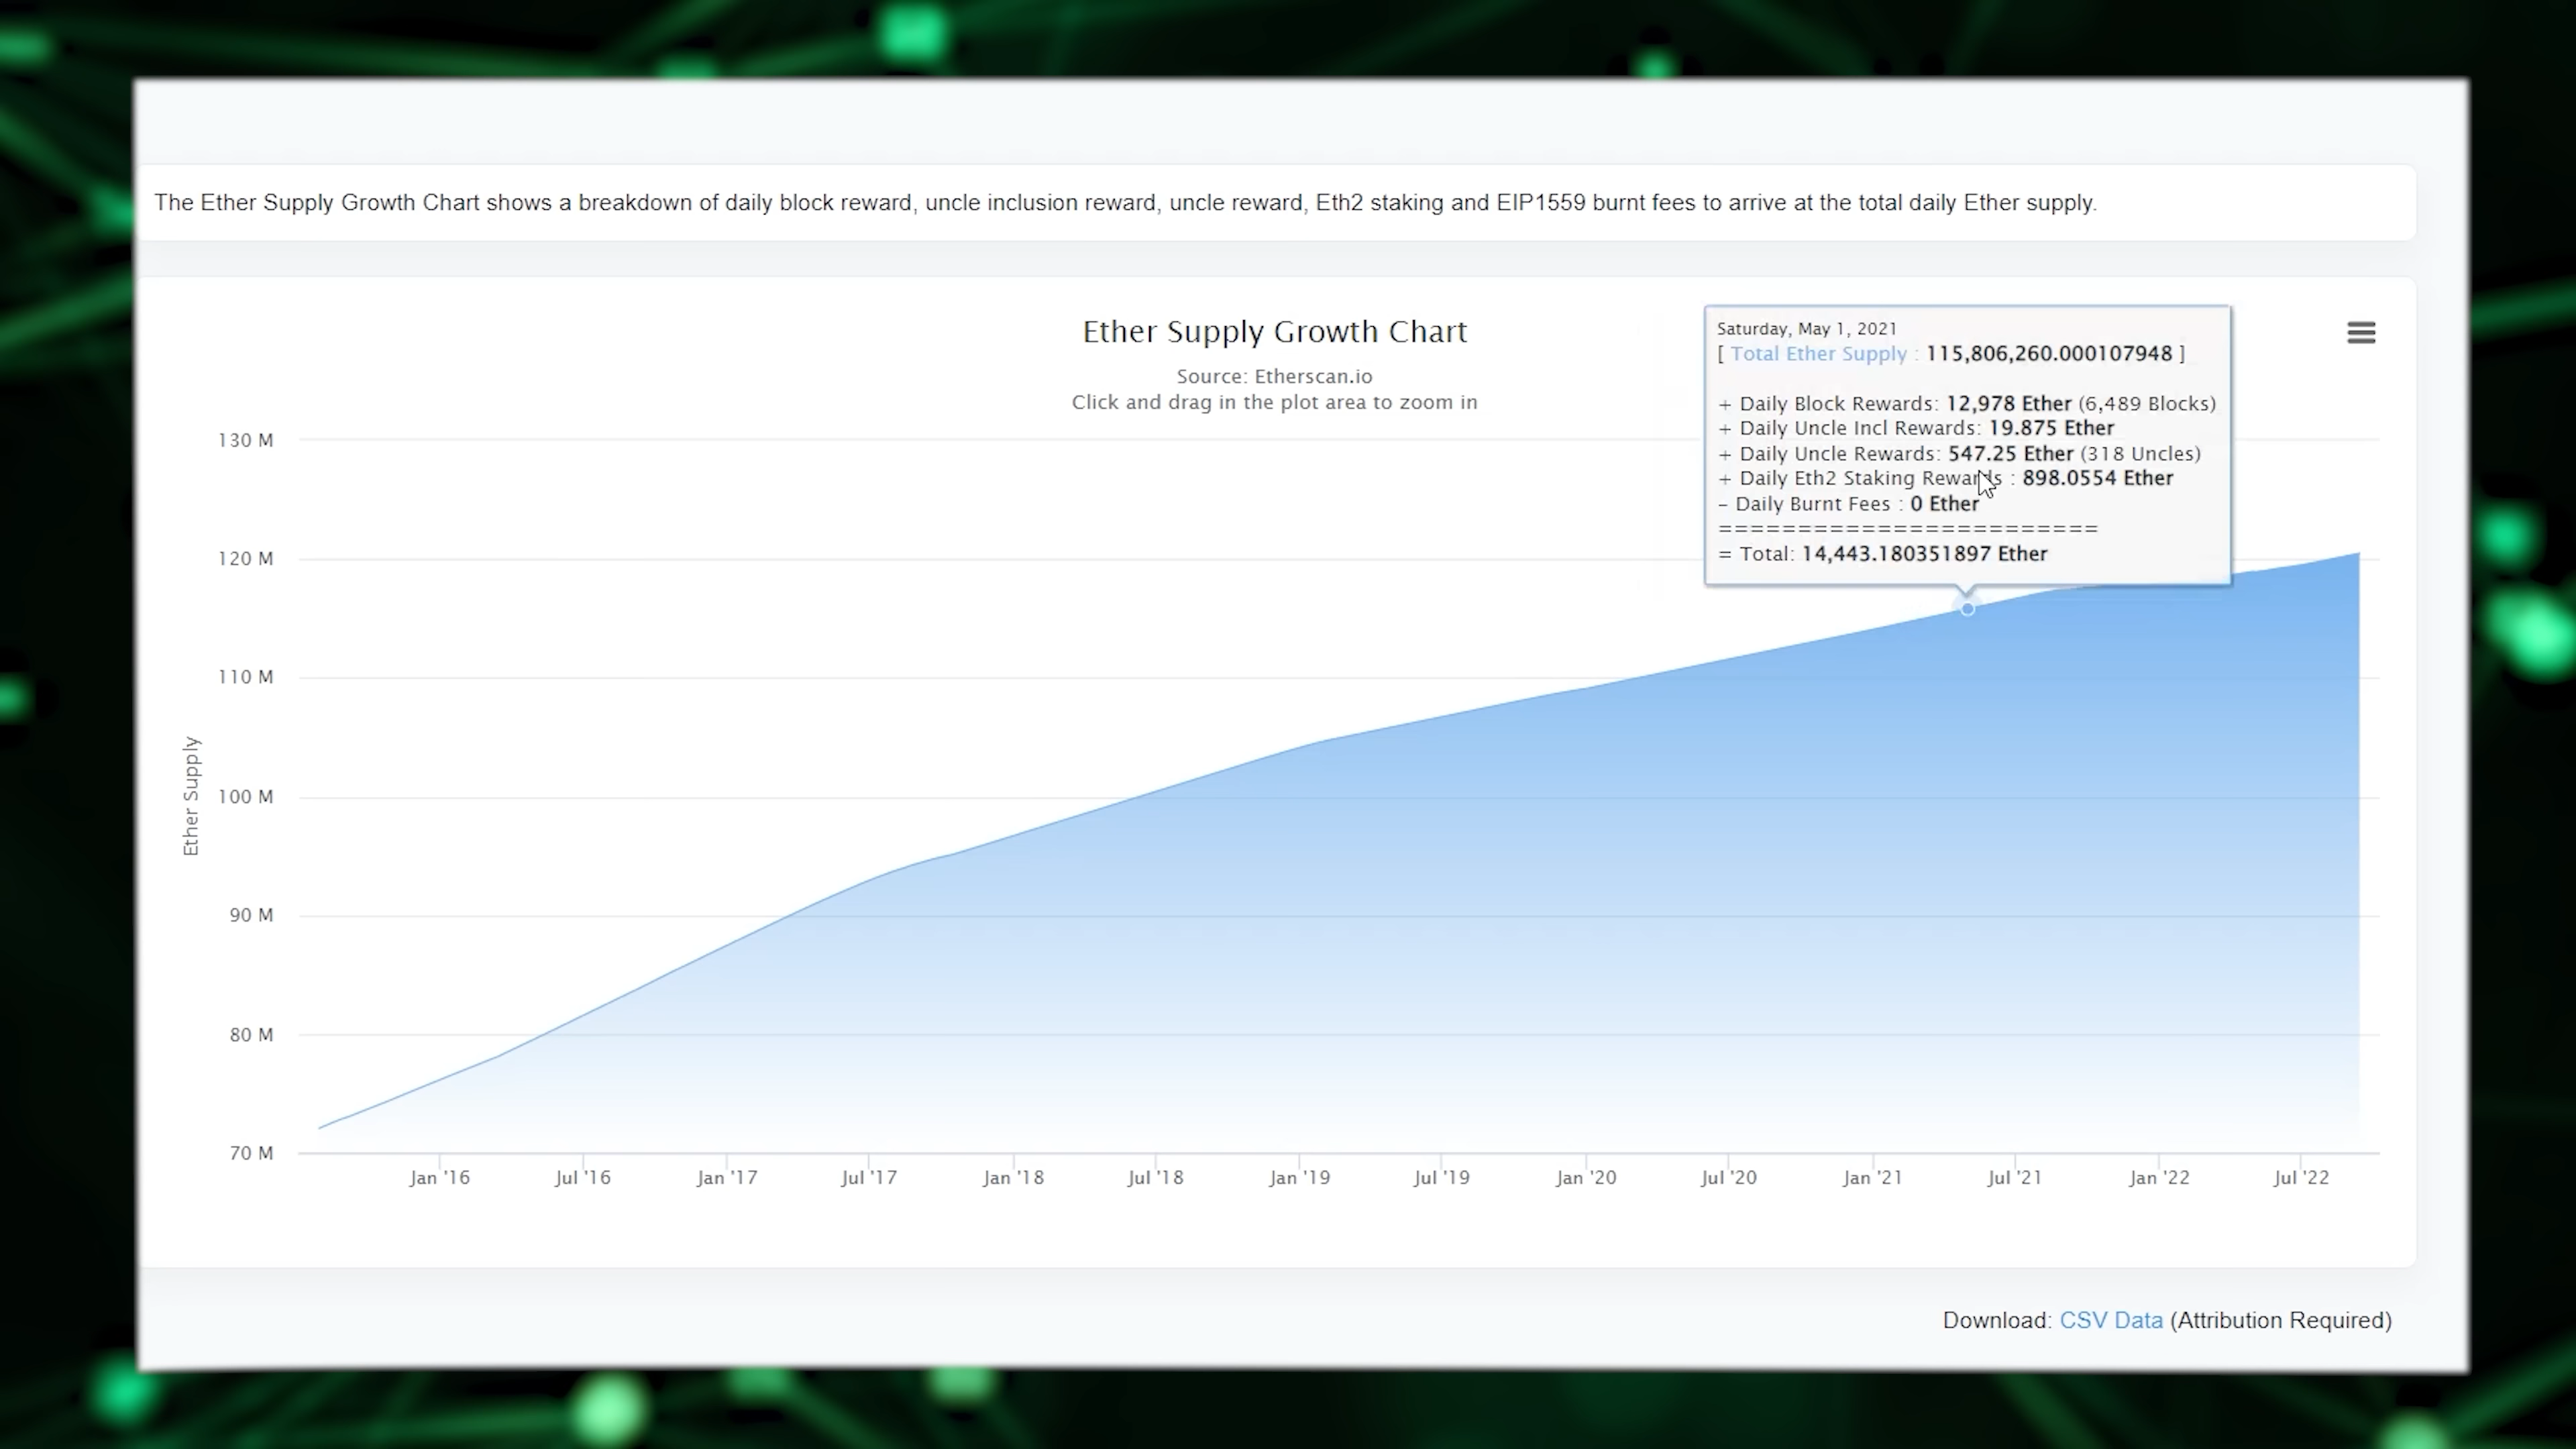 The Ether Supply Growth Chart shows a breakdown of daily block reward, uncle inclusion reward, uncle reward, Eth2 staking and EIP1559 burnt fees to arrive at the total daily Ether supply.
Ether Supply Growth Chart
Source: Etherscan.io
Click and drag in the plot area to zoom in
Saturday, May 1, 2021
[ Total Ether Supply : 115,806,260.000107948 ]
+ Daily Block Rewards: 12,978 Ether (6,489 Blocks)
+ Daily Uncle Incl Rewards: 19.875 Ether
+ Daily Uncle Rewards: 547.25 Ether (318 Uncles)
+ Daily Eth2 Staking Rewards : 898.0554 Ether
– Daily Burnt Fees : 0 Ether
========================
= Total: 14,443.180351897 Ether
130 M
120 M
110 M
100 M
90 M
80 M
70 M
Ether Supply
Jan '16 Jul '16 Jan '17 Jul '17 Jan '18 Jul '18 Jan '19 Jul '19 Jan '20 Jul '20 Jan '21 Jul '21 Jan '22 Jul '22
Download: CSV Data (Attribution Required)